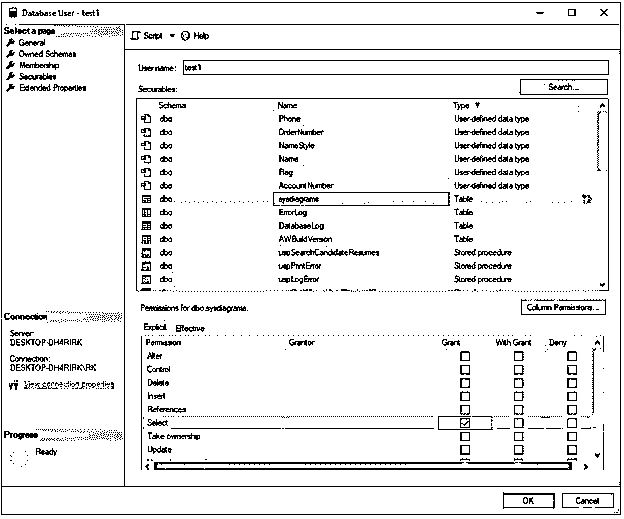 Database User - test1
Select a page
General
Owned Schemas
Membership
Securables
Extended Properties
Script
Help
User name: test1
Securables:
Search...
Schema Name Type
dbo Phone User-defined data type
dbo OrderNumber User-defined data type
dbo NameStyle User-defined data type
dbo Name User-defined data type
dbo Flag User-defined data type
dbo AccountNumber User-defined data type
dbo sysdiagrams Table
dbo ErrorLog Table
dbo DatabaseLog Table
dbo AWBuildVersion Table
dbo uspSearchCandidateResumes Stored procedure
dbo uspPrintError Stored procedure
dbo uspLogError Stored procedure
Connection
Server:
DESKTOP-DH4RIRK
Connection:
DESKTOP-DH4RIRK\RK
View connection properties
Progress
Ready
Permissions for dbo.sysdiagrams:
Column Permissions...
Explicit Effective
Permission Grantor Grant With Grant Deny
Alter
Control
Delete
Insert
References
Select
Take ownership
Update
OK Cancel